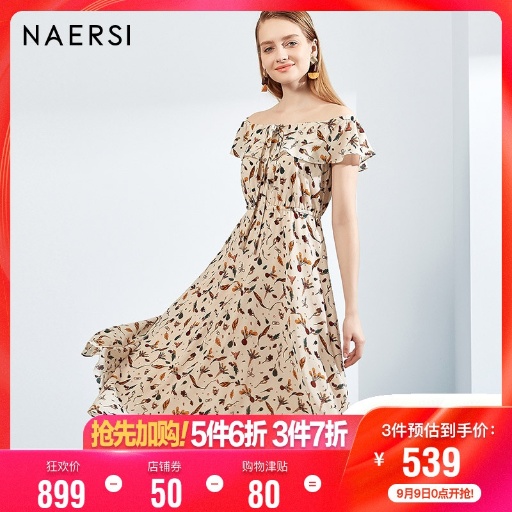 NAERSI
抢先加购! 5件6折 3件7折
3件预估到手价:
狂欢价 店铺券 购物津贴
899 - 50 - 80 = ¥ 539
9月9日0点开抢!